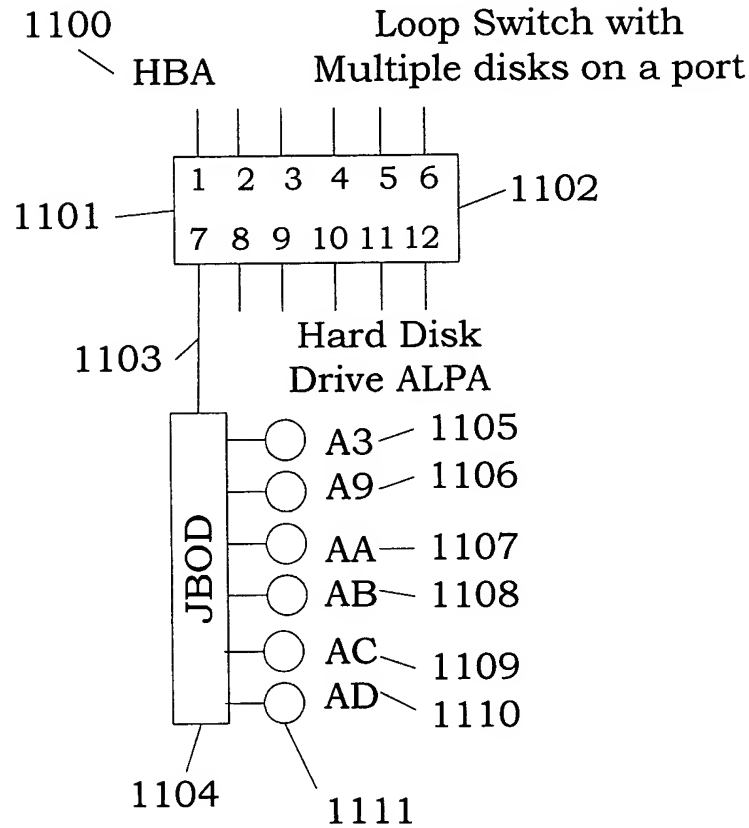 1100
HBA
Loop Switch with
Multiple disks on a port
1 2 3 4 5 6
1101
1102
7 8 9 10 11 12
1103
Hard Disk
Drive ALPA
JBOD
A3 1105
A9 1106
AA 1107
AB 1108
AC 1109
AD 1110
1104
1111